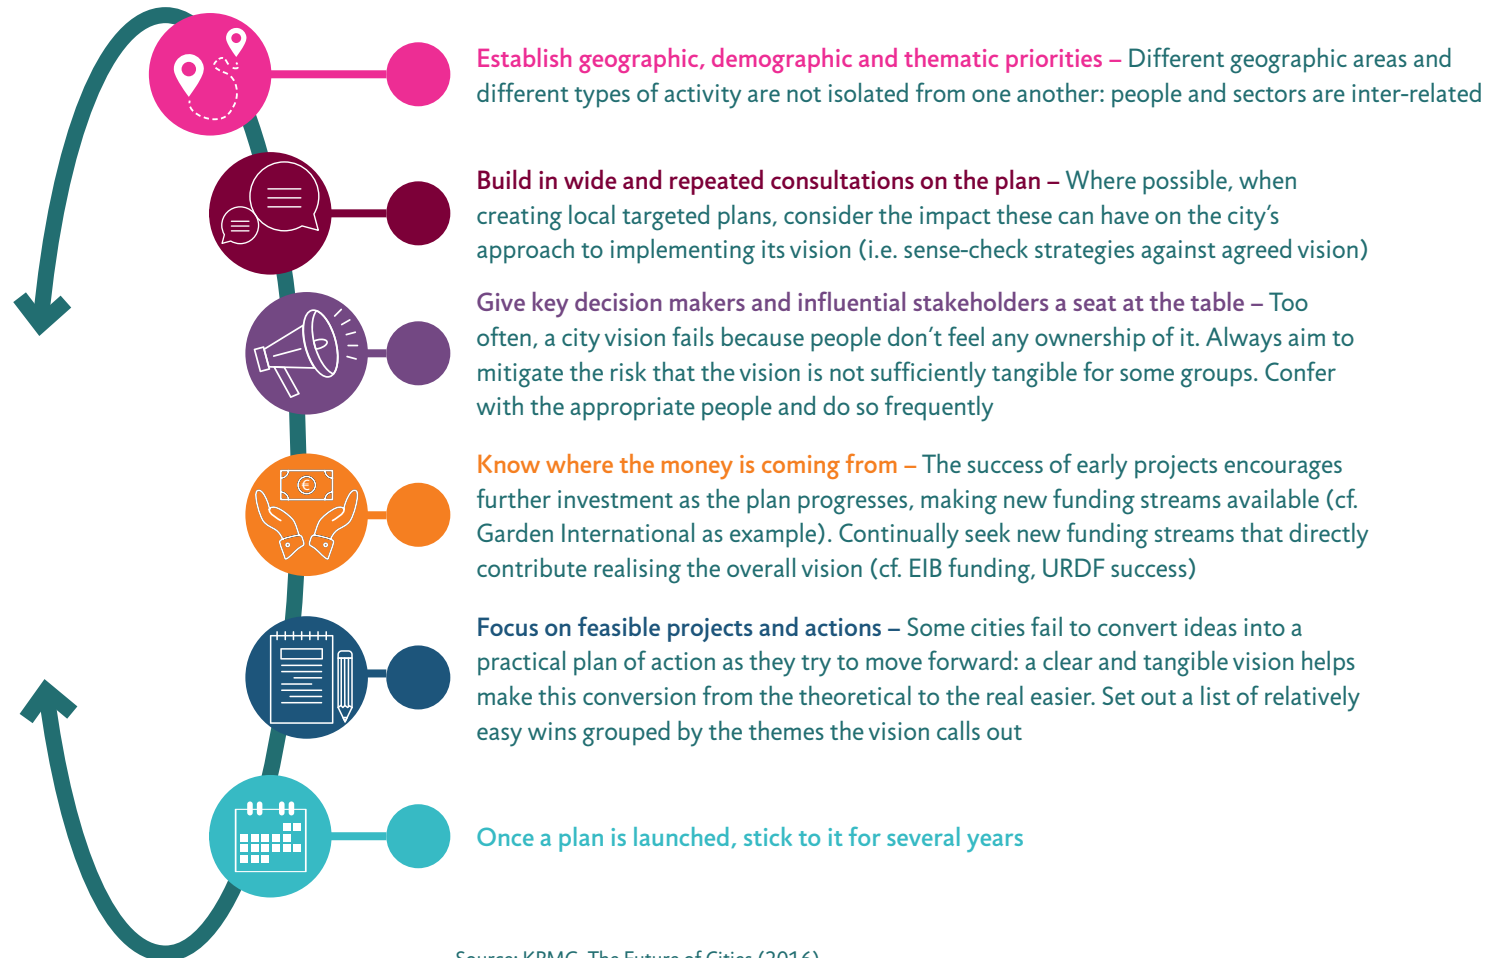 Establish geographic, demographic and thematic priorities – Different geographic areas and
different types of activity are not isolated from one another: people and sectors are inter-related
Build in wide and repeated consultations on the plan – Where possible, when
creating local targeted plans, consider the impact these can have on the city’s
approach to implementing its vision (i.e. sense-check strategies against agreed vision)
Give key decision makers and influential stakeholders a seat at the table – Too
often, a city vision fails because people don’t feel any ownership of it. Always aim to
mitigate the risk that the vision is not sufficiently tangible for some groups. Confer
with the appropriate people and do so frequently
Know where the money is coming from – The success of early projects encourages
further investment as the plan progresses, making new funding streams available (cf.
Garden International as example). Continually seek new funding streams that directly
contribute realising the overall vision (cf. EIB funding, URDF success)
€
Focus on feasible projects and actions – Some cities fail to convert ideas into a
practical plan of action as they try to move forward: a clear and tangible vision helps
make this conversion from the theoretical to the real easier. Set out a list of relatively
easy wins grouped by the themes the vision calls out
Once a plan is launched, stick to it for several years
Source: KPMG, The Future of Cities (2016)